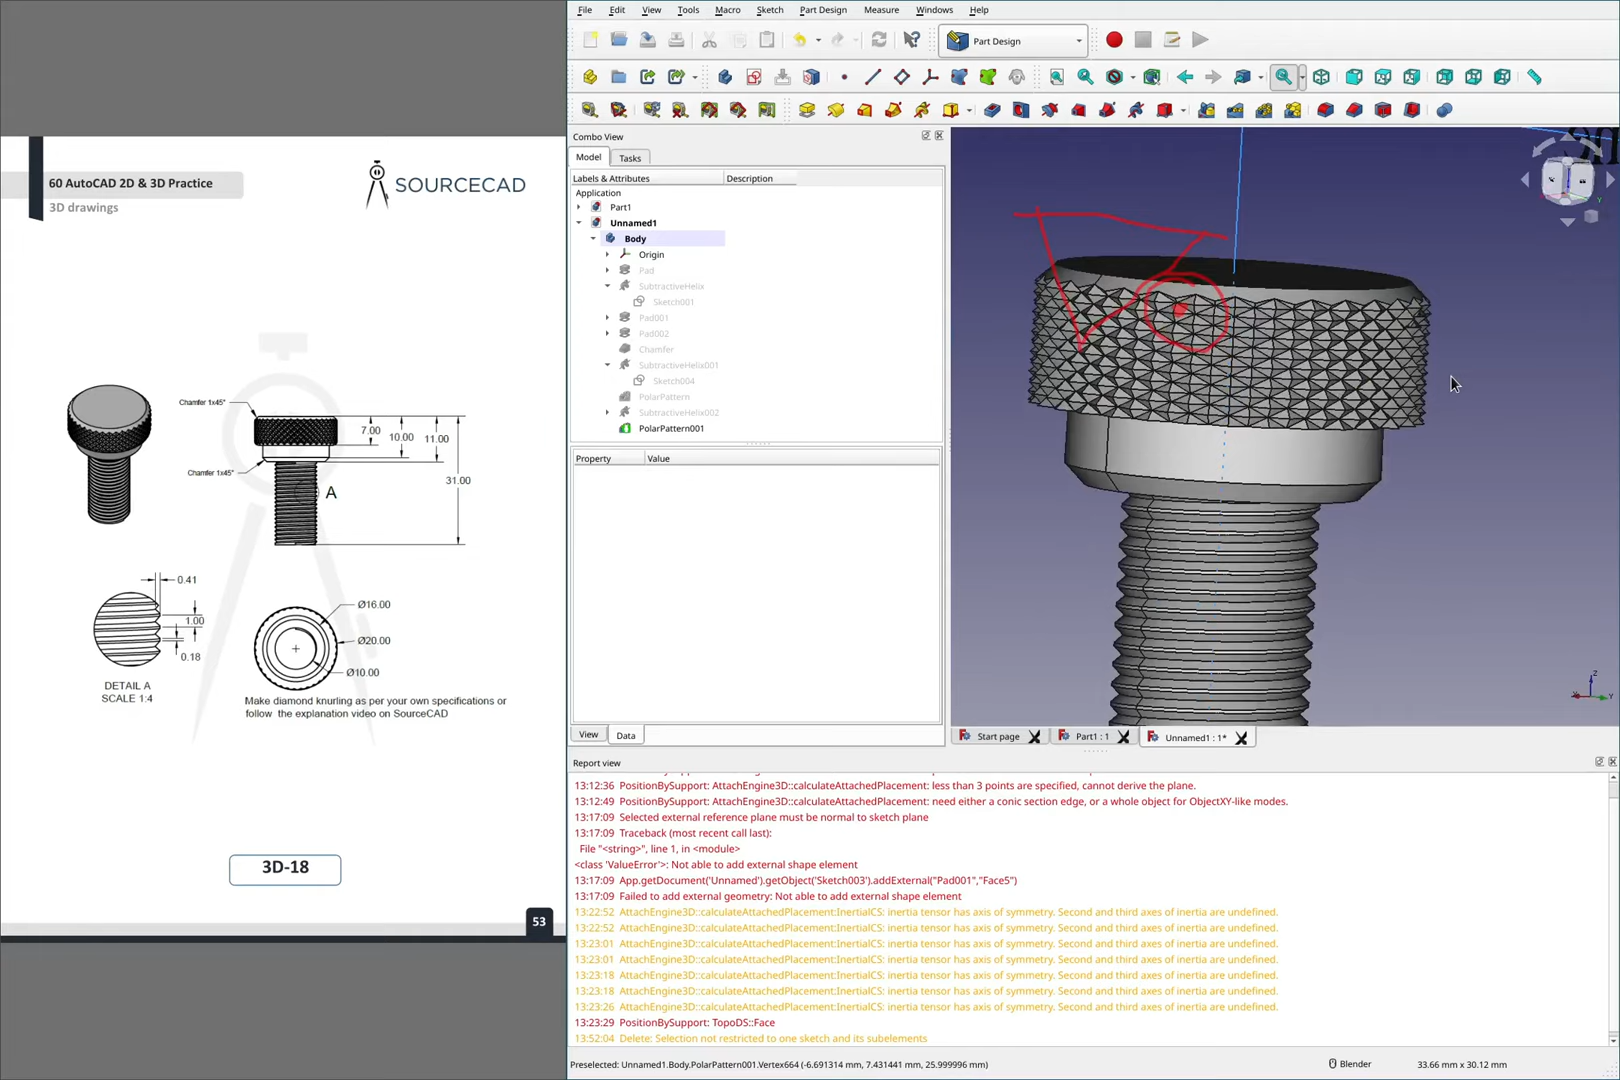 60 AutoCAD 2D & 3D Practice
3D drawings
SOURCECAD
Chamfer 1x45°
7.00
10.00
11.00
Chamfer 1x45°
31.00
A
0.41
1.00
0.18
DETAIL A
SCALE 1:4
Ø16.00
Ø20.00
Ø10.00
Make diamond knurling as per your own specifications or
follow the explanation video on SourceCAD
3D-18
53
File Edit View Tools Macro Sketch Part Design Measure Windows Help
Part Design
Combo View
Model Tasks
Labels & Attributes Description
Application
Part1
Unnamed1
Body
Origin
Pad
SubtractiveHelix
Sketch001
Pad001
Pad002
Chamfer
SubtractiveHelix001
Sketch004
PolarPattern
SubtractiveHelix002
PolarPattern001
Property Value
View Data
Start page Part1 : 1 Unnamed1 : 1*
Report view
13:12:36 PositionBySupport: AttachEngine3D::calculateAttachedPlacement: less than 3 points are specified, cannot derive the plane.
13:12:49 PositionBySupport: AttachEngine3D::calculateAttachedPlacement: need either a conic section edge, or a whole object for ObjectXY-like modes.
13:17:09 Selected external reference plane must be normal to sketch plane
13:17:09 Traceback (most recent call last):
File "<string>", line 1, in <module>
<class 'ValueError'>: Not able to add external shape element
13:17:09 App.getDocument('Unnamed').getObject('Sketch003').addExternal("Pad001","Face5")
13:17:09 Failed to add external geometry: Not able to add external shape element
13:22:52 AttachEngine3D::calculateAttachedPlacement:InertialCS: inertia tensor has axis of symmetry. Second and third axes of inertia are undefined.
13:22:52 AttachEngine3D::calculateAttachedPlacement:InertialCS: inertia tensor has axis of symmetry. Second and third axes of inertia are undefined.
13:23:01 AttachEngine3D::calculateAttachedPlacement:InertialCS: inertia tensor has axis of symmetry. Second and third axes of inertia are undefined.
13:23:01 AttachEngine3D::calculateAttachedPlacement:InertialCS: inertia tensor has axis of symmetry. Second and third axes of inertia are undefined.
13:23:18 AttachEngine3D::calculateAttachedPlacement:InertialCS: inertia tensor has axis of symmetry. Second and third axes of inertia are undefined.
13:23:18 AttachEngine3D::calculateAttachedPlacement:InertialCS: inertia tensor has axis of symmetry. Second and third axes of inertia are undefined.
13:23:26 AttachEngine3D::calculateAttachedPlacement:InertialCS: inertia tensor has axis of symmetry. Second and third axes of inertia are undefined.
13:23:29 PositionBySupport: TopoDS::Face
13:52:04 Delete: Selection not restricted to one sketch and its subelements
Preselected: Unnamed1.Body.PolarPattern001.Vertex664 (-6.691314 mm, 7.431441 mm, 25.999996 mm)
Blender
33.66 mm x 30.12 mm